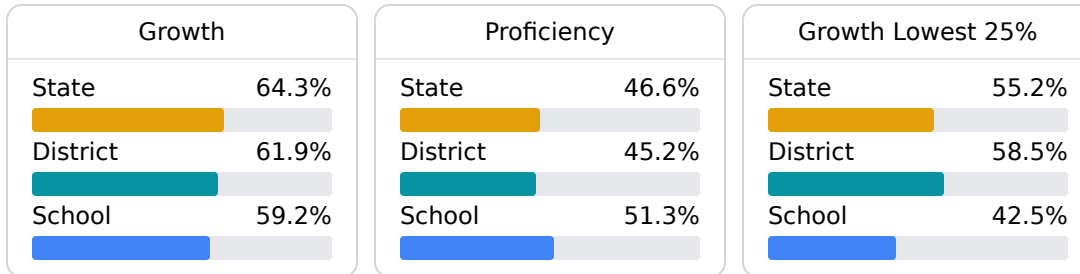 Growth
State 64.3%
District 61.9%
School 59.2%
Proficiency
State 46.6%
District 45.2%
School 51.3%
Growth Lowest 25%
State 55.2%
District 58.5%
School 42.5%